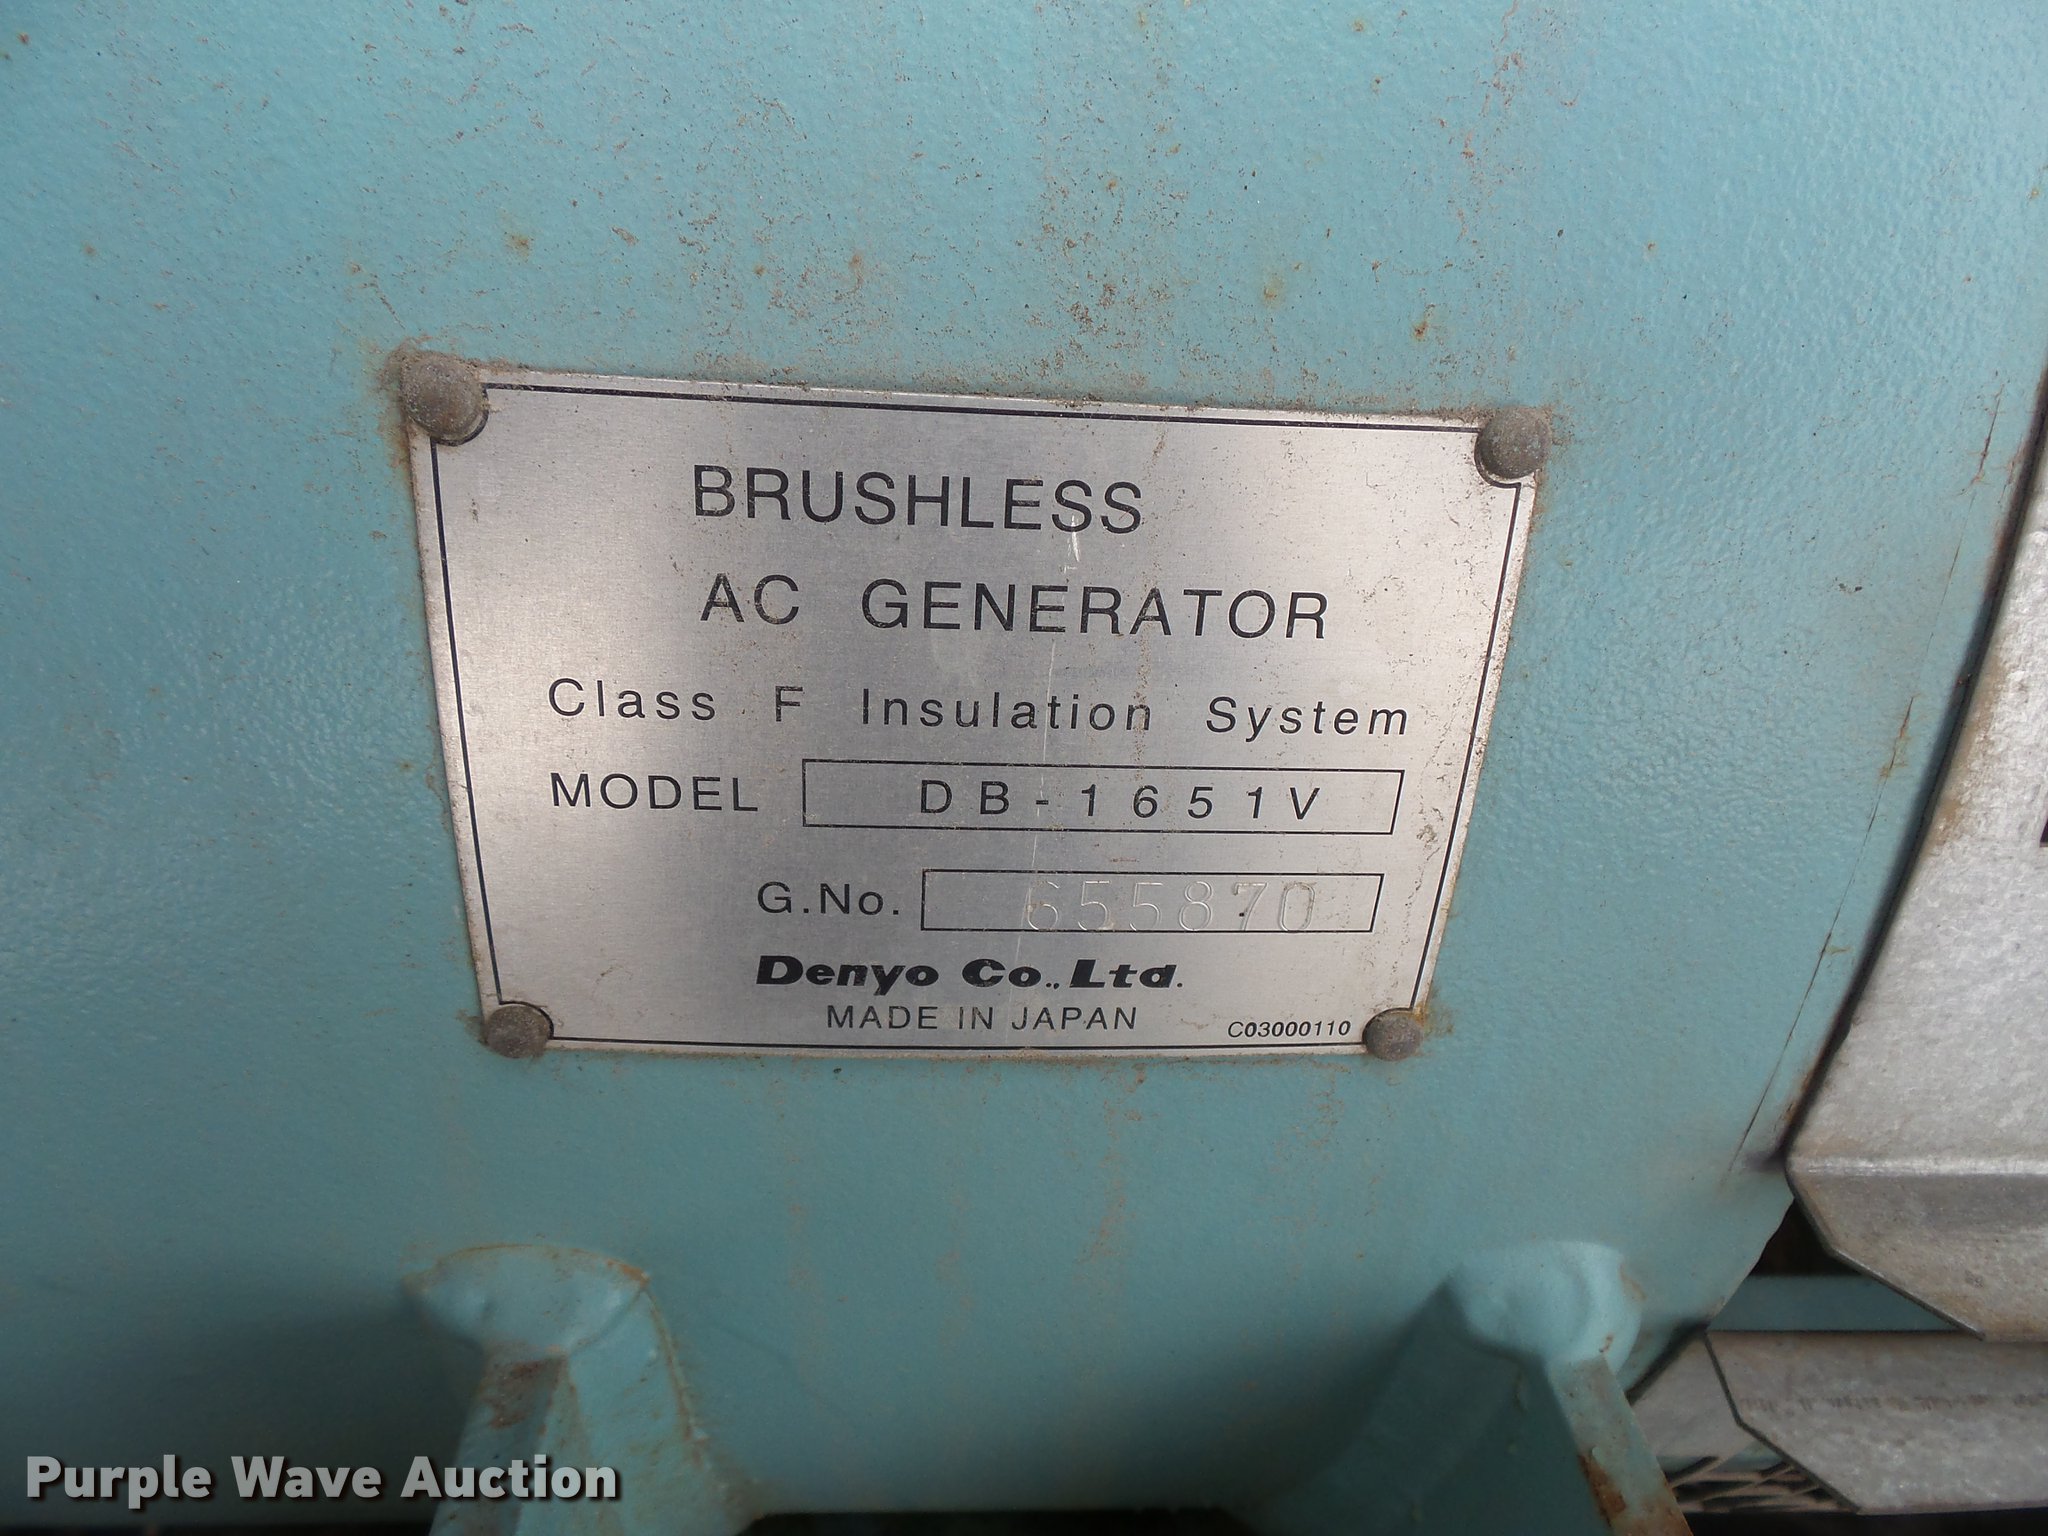 BRUSHLESS
AC GENERATOR
Class F Insulation System
MODEL DB-1651V
G.No. 655870
Denyo Co.,Ltd.
MADE IN JAPAN C03000110
Purple Wave Auction